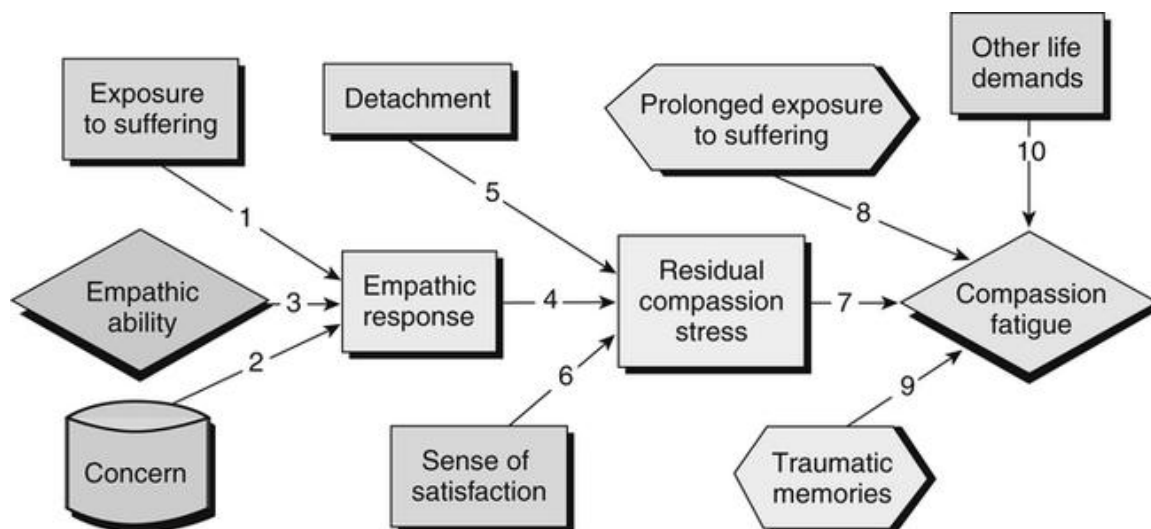 Exposure
to suffering
Detachment
Prolonged exposure
to suffering
Other life
demands
1
5
8
10
Empathic
ability
3
Empathic
response
4
Residual
compassion
stress
7
Compassion
fatigue
2
6
9
Concern
Sense of
satisfaction
Traumatic
memories